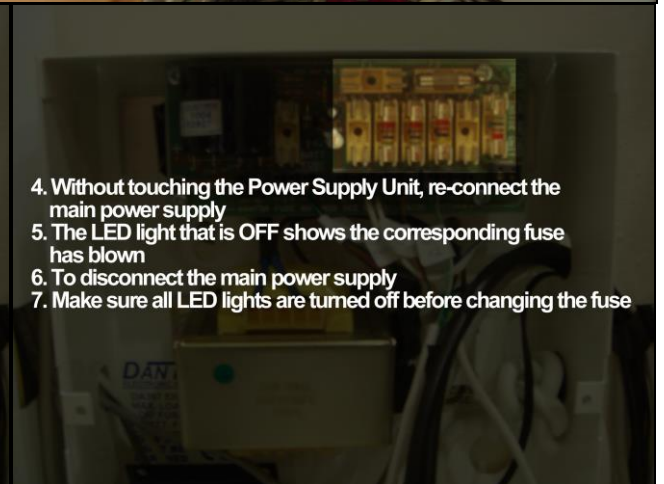 4. Without touching the Power Supply Unit, re-connect the
main power supply
5. The LED light that is OFF shows the corresponding fuse
has blown
6. To disconnect the main power supply
7. Make sure all LED lights are turned off before changing the fuse
DAN